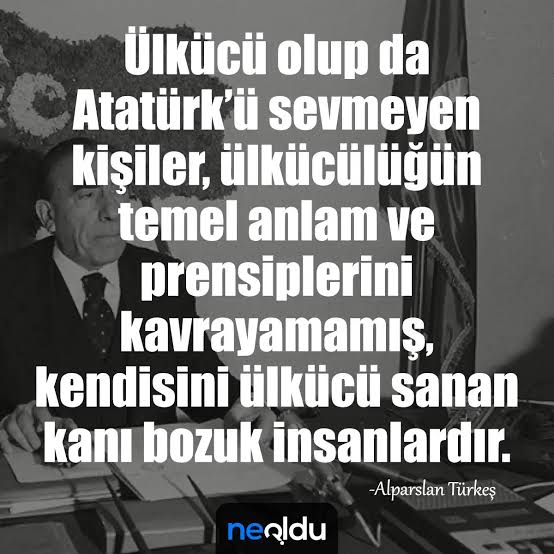 Ülkücü olup da
Atatürk'ü sevmeyen
kişiler, ülkücülüğün
temel anlam ve
prensiplerini
kavrayamamış,
kendisini ülkücü sanan
kanı bozuk insanlardır.
-Alparslan Türkeş
neoldu